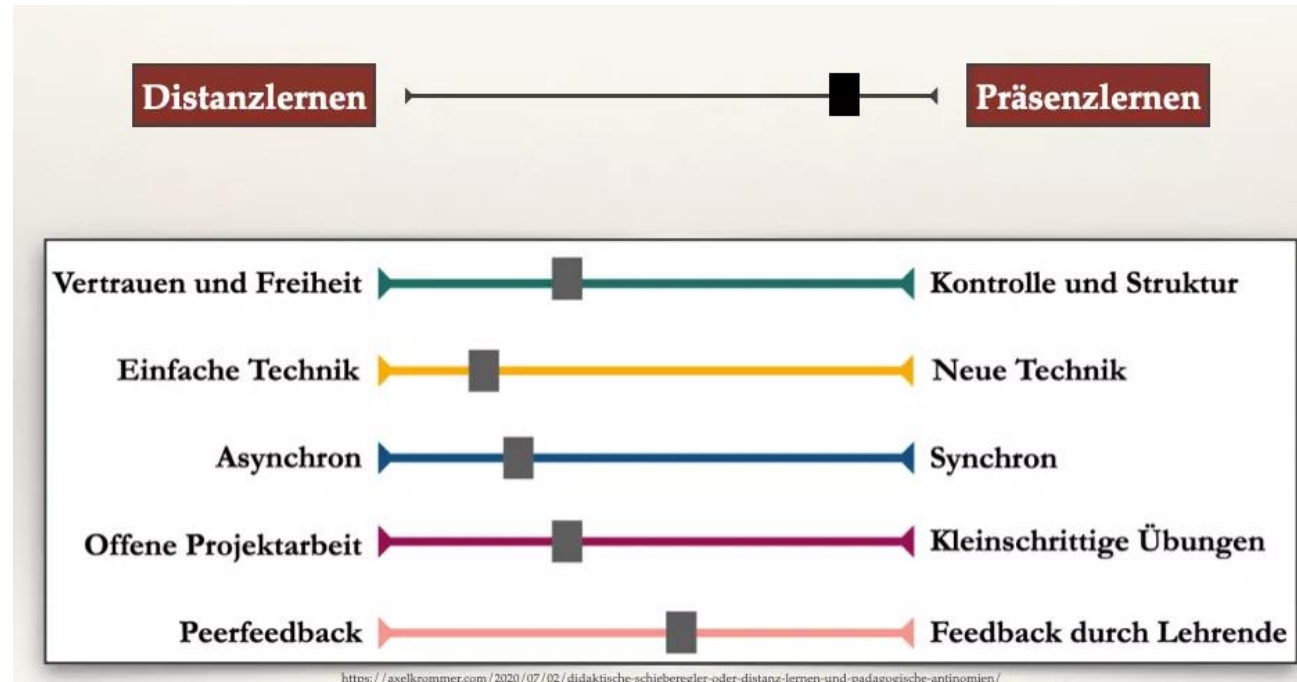 Distanzlernen Präsenzlernen
Vertrauen und Freiheit Kontrolle und Struktur
Einfache Technik Neue Technik
Asynchron Synchron
Offene Projektarbeit Kleinschrittige Übungen
Peerfeedback Feedback durch Lehrende
https://axelkrommer.com/2020/07/02/didaktische-schieberegler-oder-distanz-lernen-und-padagogische-antinomien/